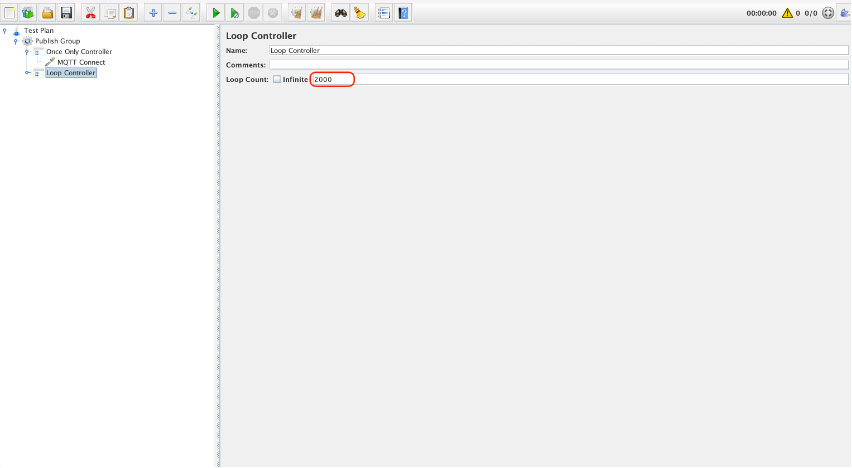 00:00:00 0 0/0
Test Plan
Publish Group
Once Only Controller
MQTT Connect
Loop Controller
Loop Controller
Name: Loop Controller
Comments:
Loop Count: Infinite 2000